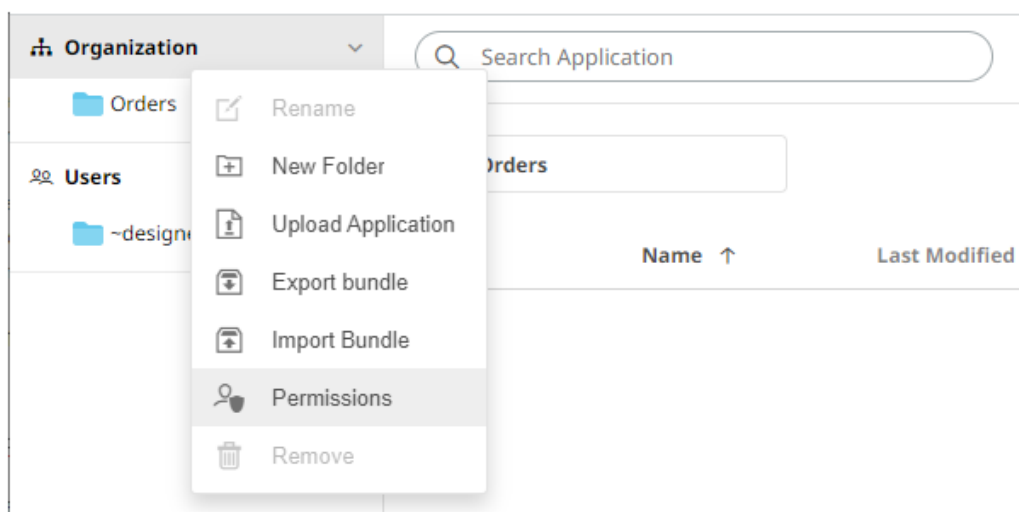 Organization
Search Application
Orders
Rename
New Folder
Orders
Users
Upload Application
~designe
Name ↑
Last Modified
Export bundle
Import Bundle
Permissions
Remove